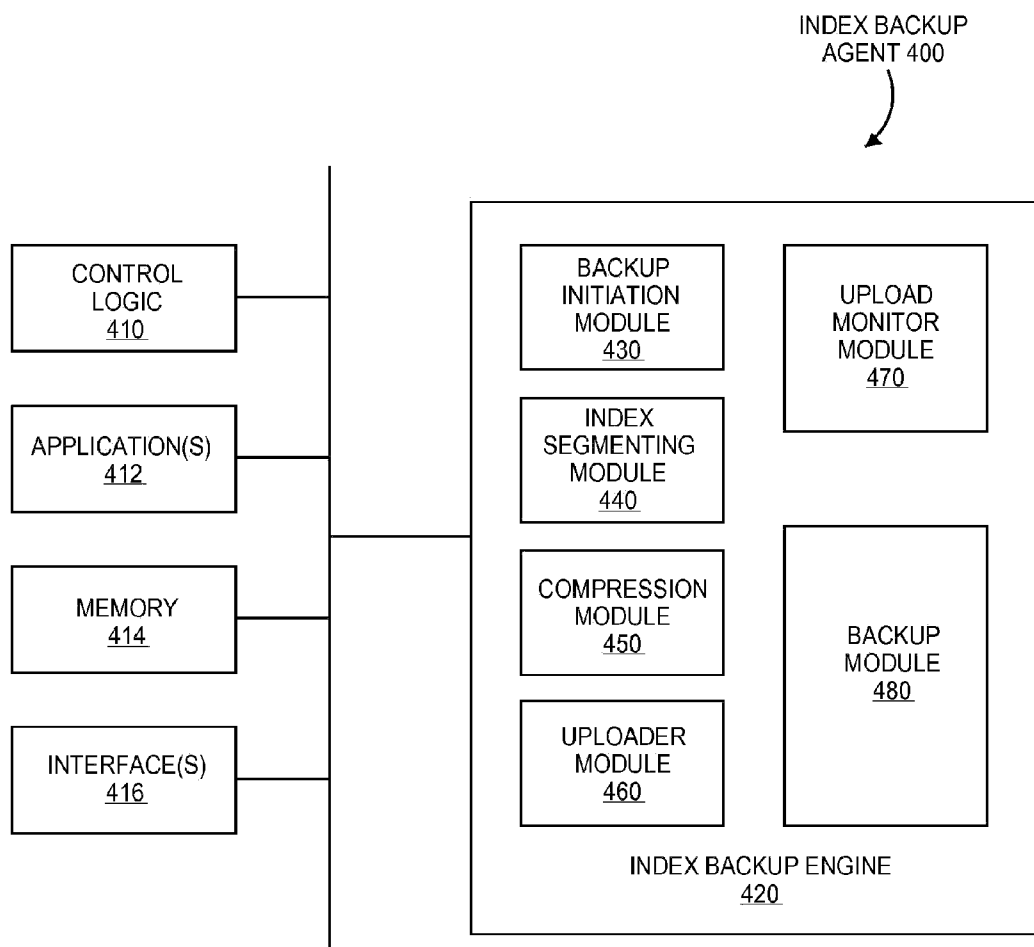 INDEX BACKUP
AGENT 400
CONTROL
LOGIC
410
APPLICATION(S)
412
MEMORY
414
INTERFACE(S)
416
BACKUP
INITIATION
MODULE
430
INDEX
SEGMENTING
MODULE
440
COMPRESSION
MODULE
450
UPLOADER
MODULE
460
UPLOAD
MONITOR
MODULE
470
BACKUP
MODULE
480
INDEX BACKUP ENGINE
420